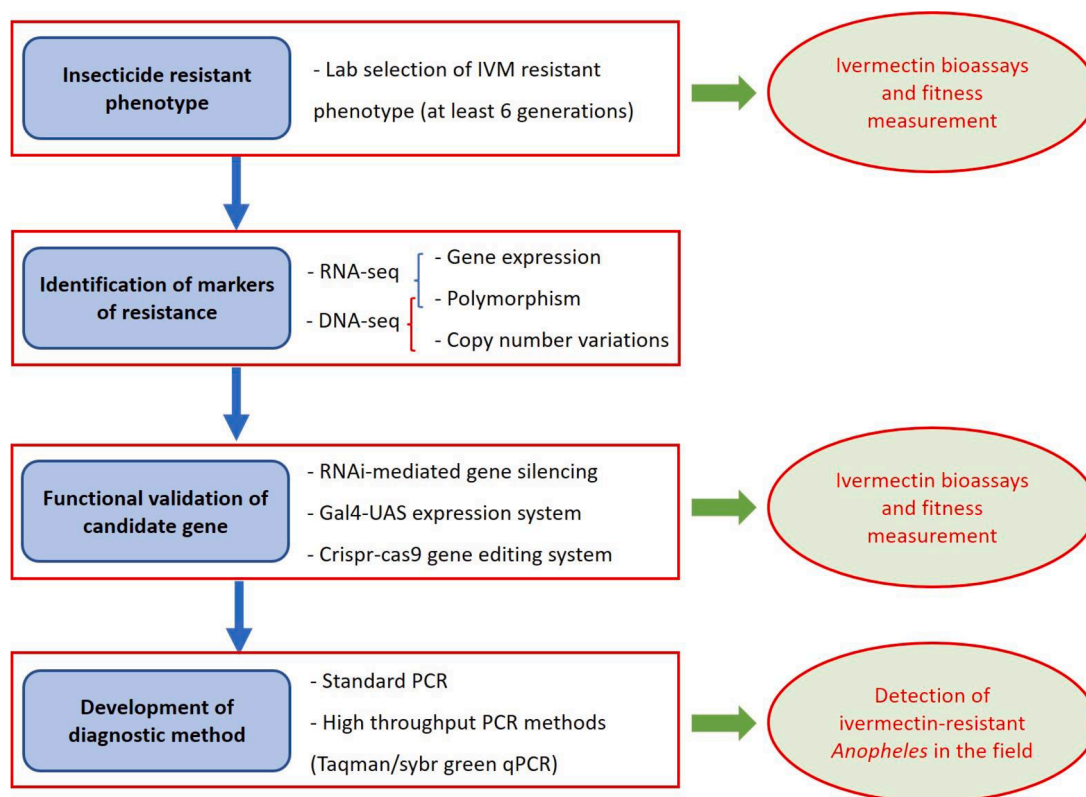 Insecticide resistant
phenotype
- Lab selection of IVM resistant
phenotype (at least 6 generations)
Ivermectin bioassays
and fitness
measurement
Identification of markers
of resistance
- RNA-seq
- DNA-seq
- Gene expression
- Polymorphism
- Copy number variations
Functional validation of
candidate gene
- RNAi-mediated gene silencing
- Gal4-UAS expression system
- Crispr-cas9 gene editing system
Ivermectin bioassays
and fitness
measurement
Development of
diagnostic method
- Standard PCR
- High throughput PCR methods
(Taqman/sybr green qPCR)
Detection of
ivermectin-resistant
Anopheles in the field